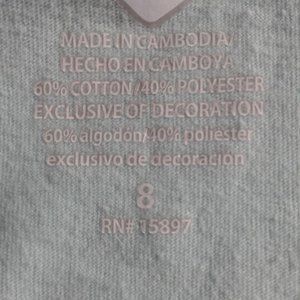 MADE IN CAMBODIA/
HECHO EN CAMBOYA
60% COTTON/40% POLYESTER
EXCLUSIVE OF DECORATION
60% algodón/40% poliéster
exclusivo de decoración
8
RN# 15897